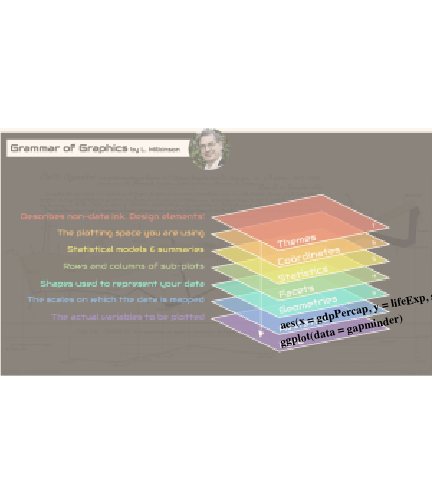 Grammar of Graphics by L. Wilkinson
Describes non-data ink. Design elements!
The plotting space you are using
Statistical models & summaries
Rows and columns of sub-plots
Shapes used to represent your data
The scales on which the data is mapped
The actual variables to be plotted
Themes
Coordinates
Statistics
Facets
Geometries
aes(x = gdpPercap, y = lifeExp,
ggplot(data = gapminder)